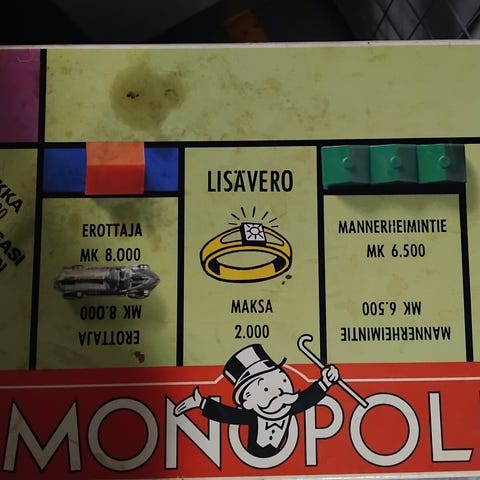 LISÄVERO
MAKSA
2.000
EROTTAJA
MK 8.000
MK 8.000
EROTTAJA
MANNERHEIMINTIE
MK 6.500
MK 6.500
MANNERHEIMINTIE
MONOPOL